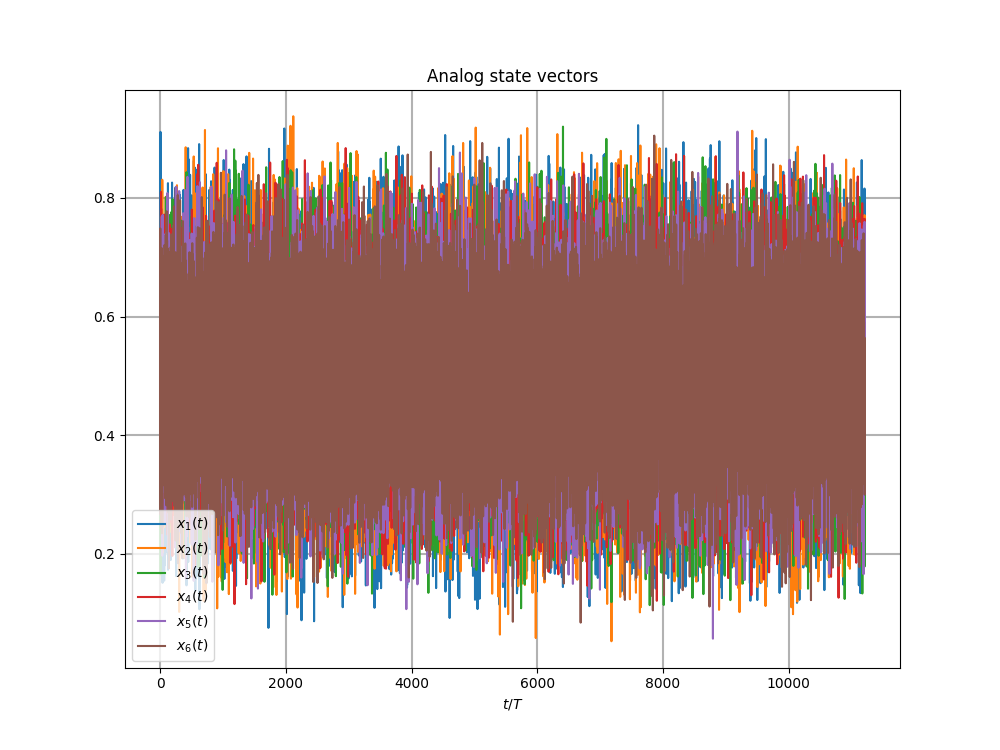 Analog state vectors
0.8
0.6
0.4
0.2
x₁(t)
x₂(t)
x₃(t)
x₄(t)
x₅(t)
x₆(t)
0 2000 4000 6000 8000 10000
t/T